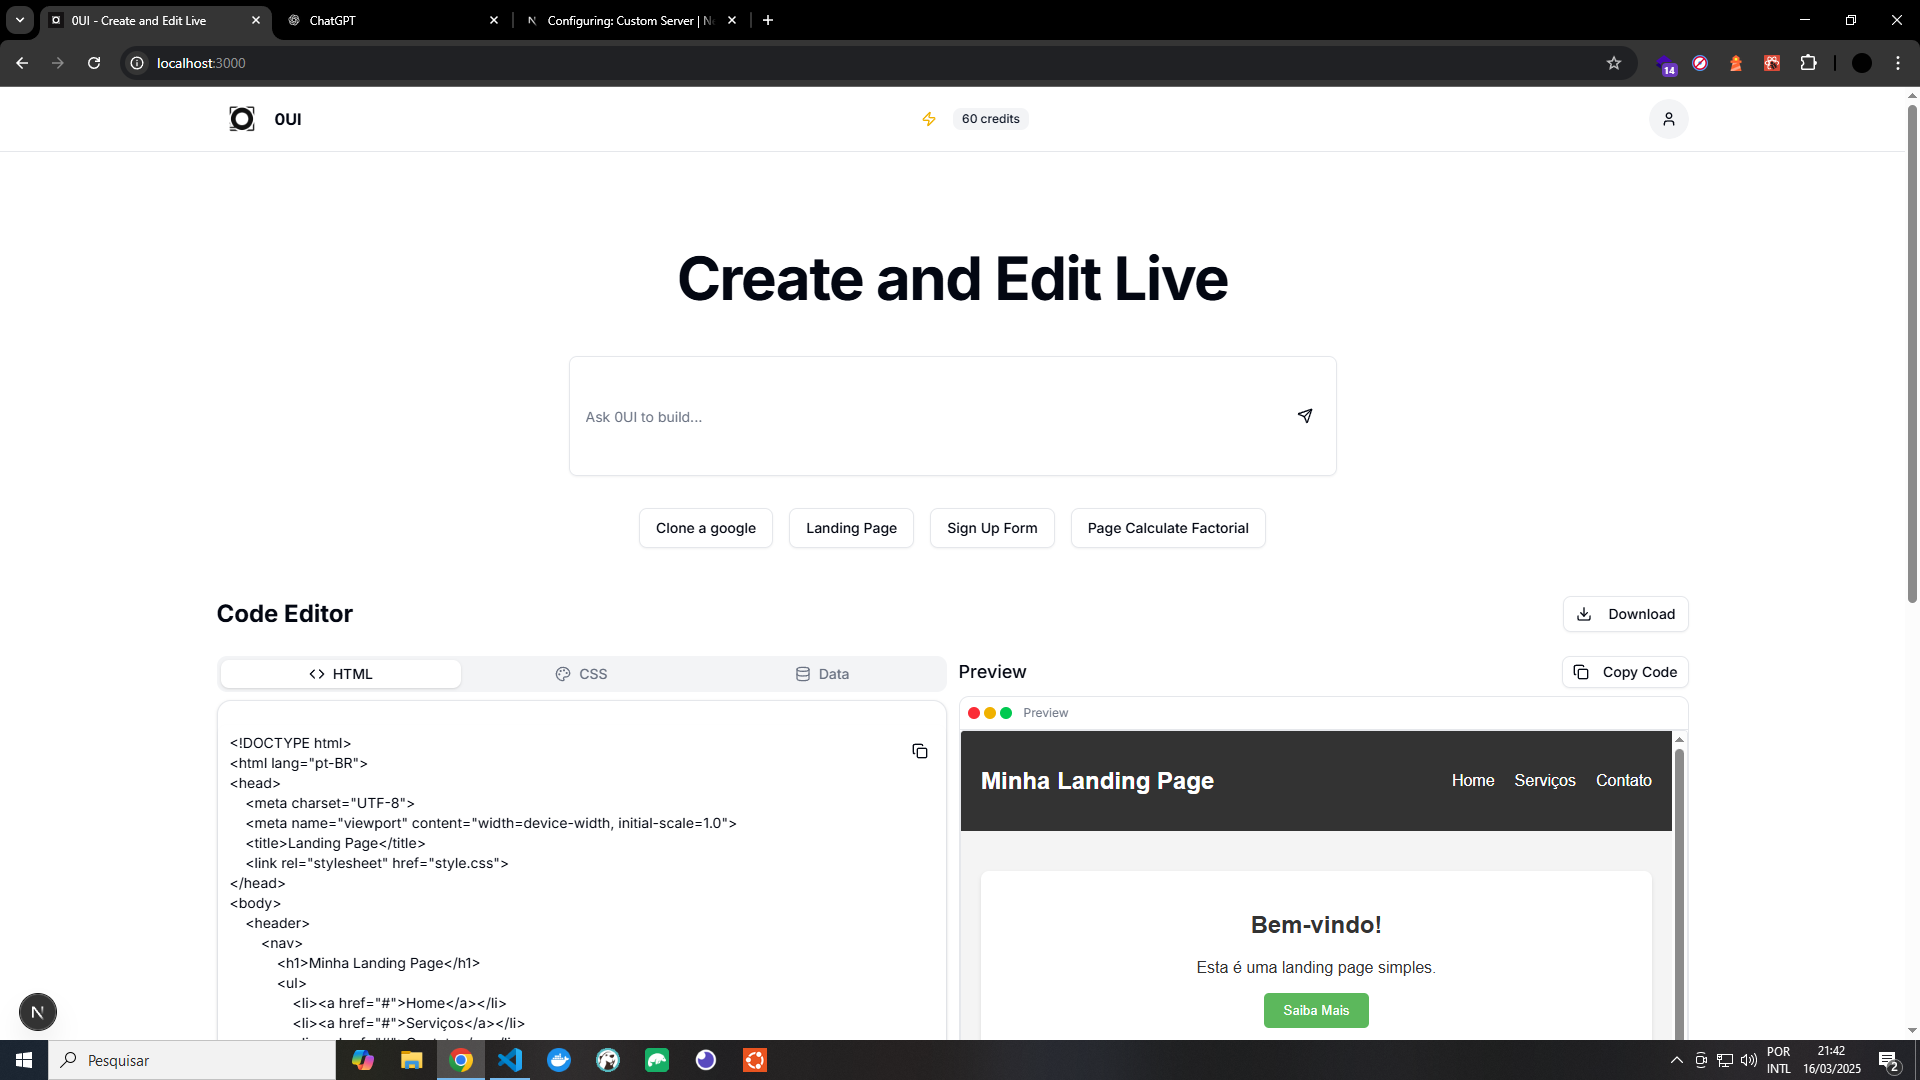 0UI - Create and Edit Live
ChatGPT
Configuring: Custom Server | N
localhost:3000
14
0UI
60 credits
Create and Edit Live
Ask 0UI to build...
Clone a google
Landing Page
Sign Up Form
Page Calculate Factorial
Code Editor
Download
HTML
CSS
Data
Preview
Copy Code
Preview
<!DOCTYPE html>
<html lang="pt-BR">
<head>
<meta charset="UTF-8">
<meta name="viewport" content="width=device-width, initial-scale=1.0">
<title>Landing Page</title>
<link rel="stylesheet" href="style.css">
</head>
<body>
<header>
<nav>
<h1>Minha Landing Page</h1>
<ul>
<li><a href="#">Home</a></li>
<li><a href="#">Serviços</a></li>
Minha Landing Page
Home
Serviços
Contato
Bem-vindo!
Esta é uma landing page simples.
Saiba Mais
N
Pesquisar
POR
INTL
21:42
16/03/2025
2